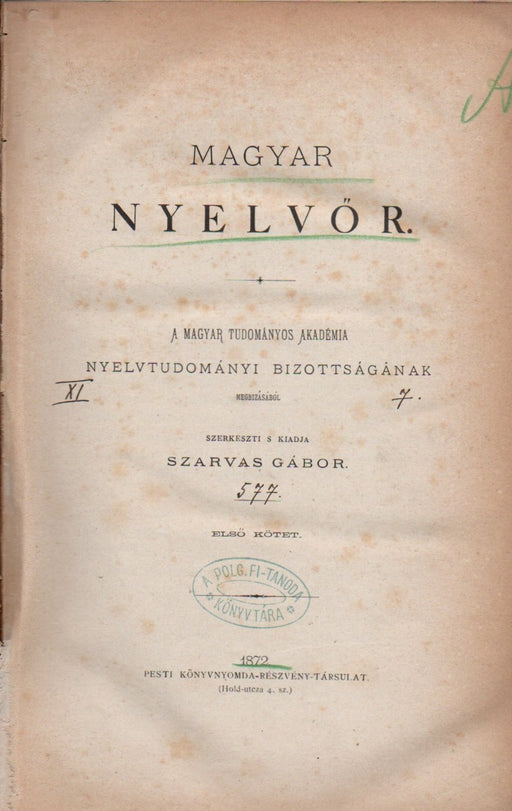 A
MAGYAR
NYELVŐR.
A MAGYAR TUDOMÁNYOS AKADÉMIA
NYELVTUDOMÁNYI BIZOTTSÁGÁNAK
XI
MEGBIZÁSÁBÓL
7.
SZERKESZTI S KIADJA
SZARVAS GÁBOR.
577.
ELSŐ KÖTET.
A POLG. FI-TANODA
KÖNYVTÁRA
1872.
PESTI KÖNYVNYOMDA-RÉSZVÉNY-TÁRSULAT.
(Hold-utcza 4. sz.)